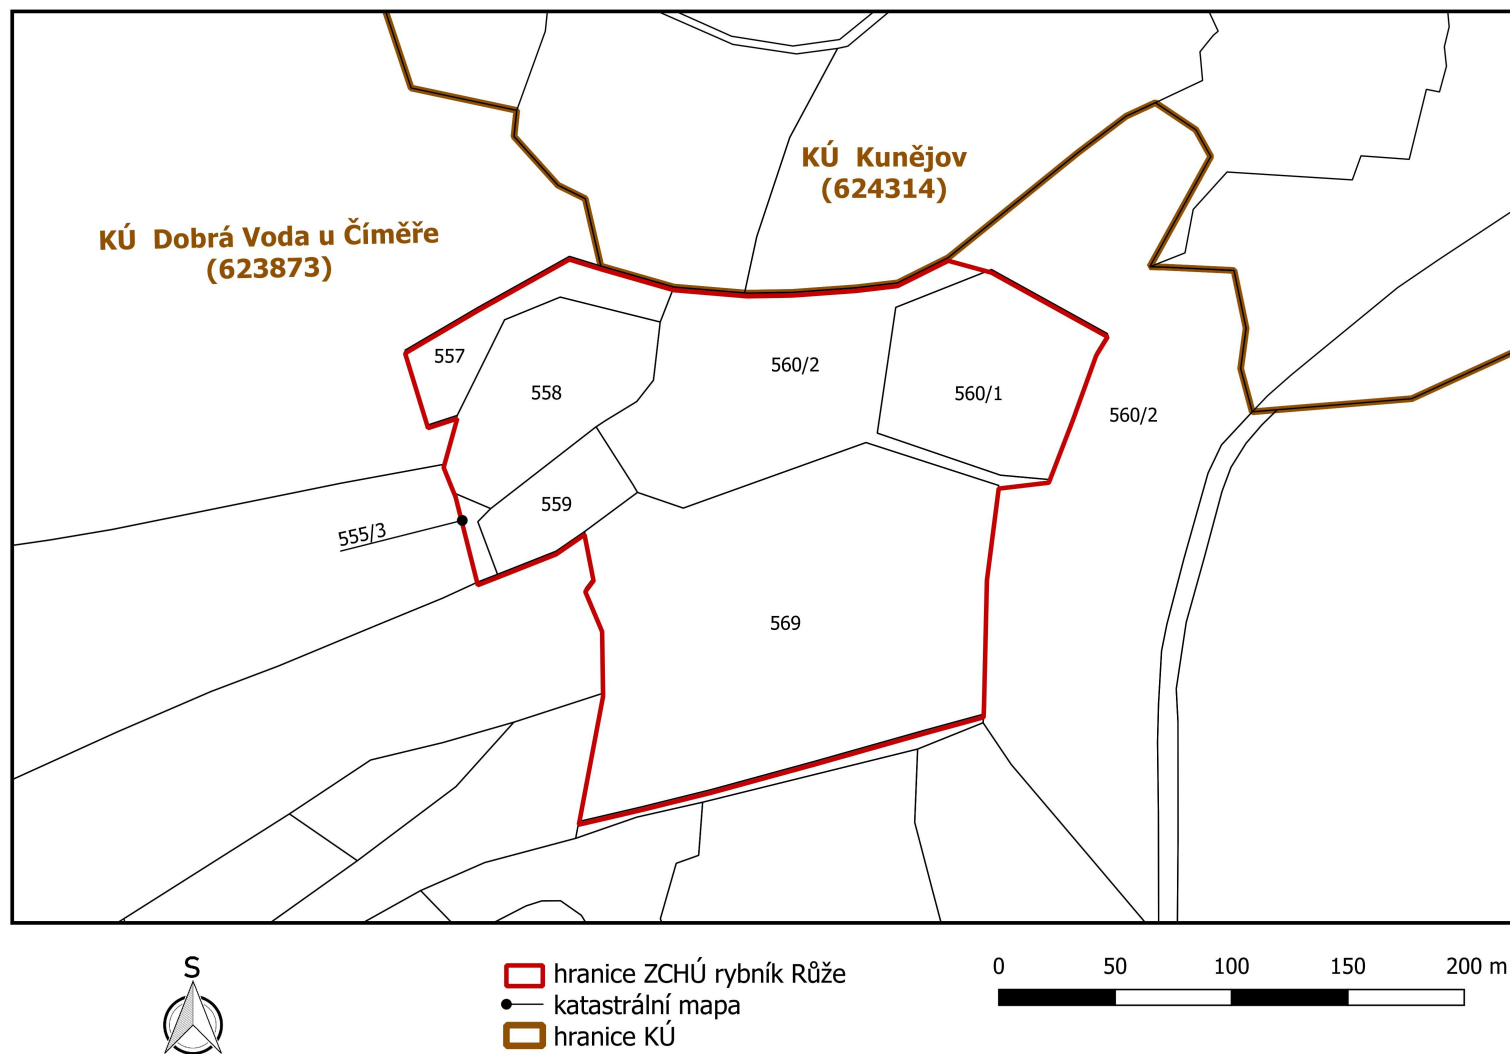 KÚ Kunějov
(624314)
KÚ Dobrá Voda u Číměře
(623873)
557
558
560/2
560/1
560/2
559
555/3
569
S
hranice ZCHÚ rybník Růže
katastrální mapa
hranice KÚ
0 50 100 150 200 m